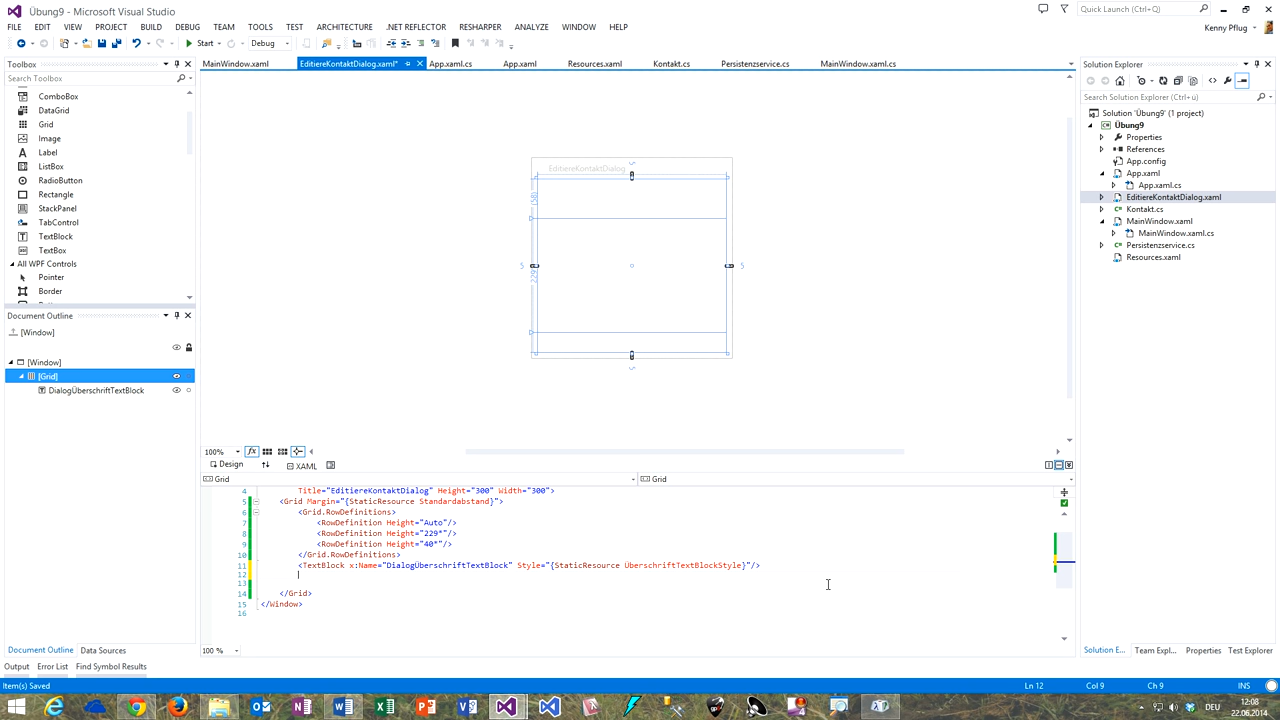 Übung9 - Microsoft Visual Studio
Quick Launch (Ctrl+Q)
FILE EDIT VIEW PROJECT BUILD DEBUG TEAM TOOLS TEST ARCHITECTURE .NET REFLECTOR RESHARPER ANALYZE WINDOW HELP
Kenny Pflug
Start
Debug
Toolbox
Search Toolbox
ComboBox
DataGrid
Grid
Image
Label
ListBox
RadioButton
Rectangle
StackPanel
TabControl
TextBlock
TextBox
All WPF Controls
Pointer
Border
Document Outline
[Window]
[Window]
[Grid]
DialogÜberschriftTextBlock
Document Outline Data Sources
Output Error List Find Symbol Results
MainWindow.xaml EditiereKontaktDialog.xaml* App.xaml.cs App.xaml Resources.xaml Kontakt.cs Persistenzservice.cs MainWindow.xaml.cs
EditiereKontaktDialog
(58)
5
5
229*
100%
Design XAML
Grid Grid
4 Title="EditiereKontaktDialog" Height="300" Width="300">
5 <Grid Margin="{StaticResource Standardabstand}">
6 <Grid.RowDefinitions>
7 <RowDefinition Height="Auto"/>
8 <RowDefinition Height="229*"/>
9 <RowDefinition Height="40*"/>
10 </Grid.RowDefinitions>
11 <TextBlock x:Name="DialogÜberschriftTextBlock" Style="{StaticResource ÜberschriftTextBlockStyle}"/>
12
13
14 </Grid>
15 </Window>
16
100 %
Solution Explorer
Search Solution Explorer (Ctrl+ü)
Solution 'Übung9' (1 project)
Übung9
Properties
References
App.config
App.xaml
App.xaml.cs
EditiereKontaktDialog.xaml
Kontakt.cs
MainWindow.xaml
MainWindow.xaml.cs
Persistenzservice.cs
Resources.xaml
Solution E... Team Expl... Properties Test Explorer
Item(s) Saved
Ln 12 Col 9 Ch 9 INS
DEU
12:08
22.06.2014